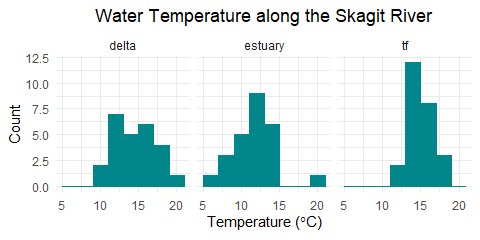 Water Temperature along the Skagit River
delta estuary tf
12.5
10.0
7.5
5.0
2.5
0.0
Count
5 10 15 20 5 10 15 20 5 10 15 20
Temperature (°C)